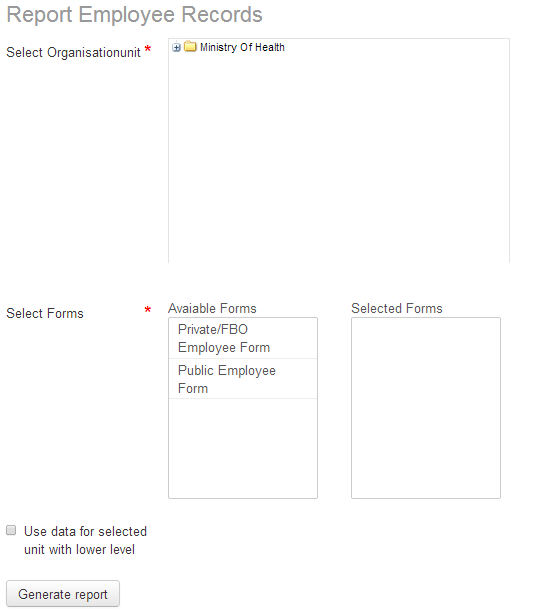 Report Employee Records
Select Organisationunit *
Ministry Of Health
Select Forms *
Avaiable Forms
Selected Forms
Private/FBO
Employee Form
Public Employee
Form
Use data for selected
unit with lower level
Generate report